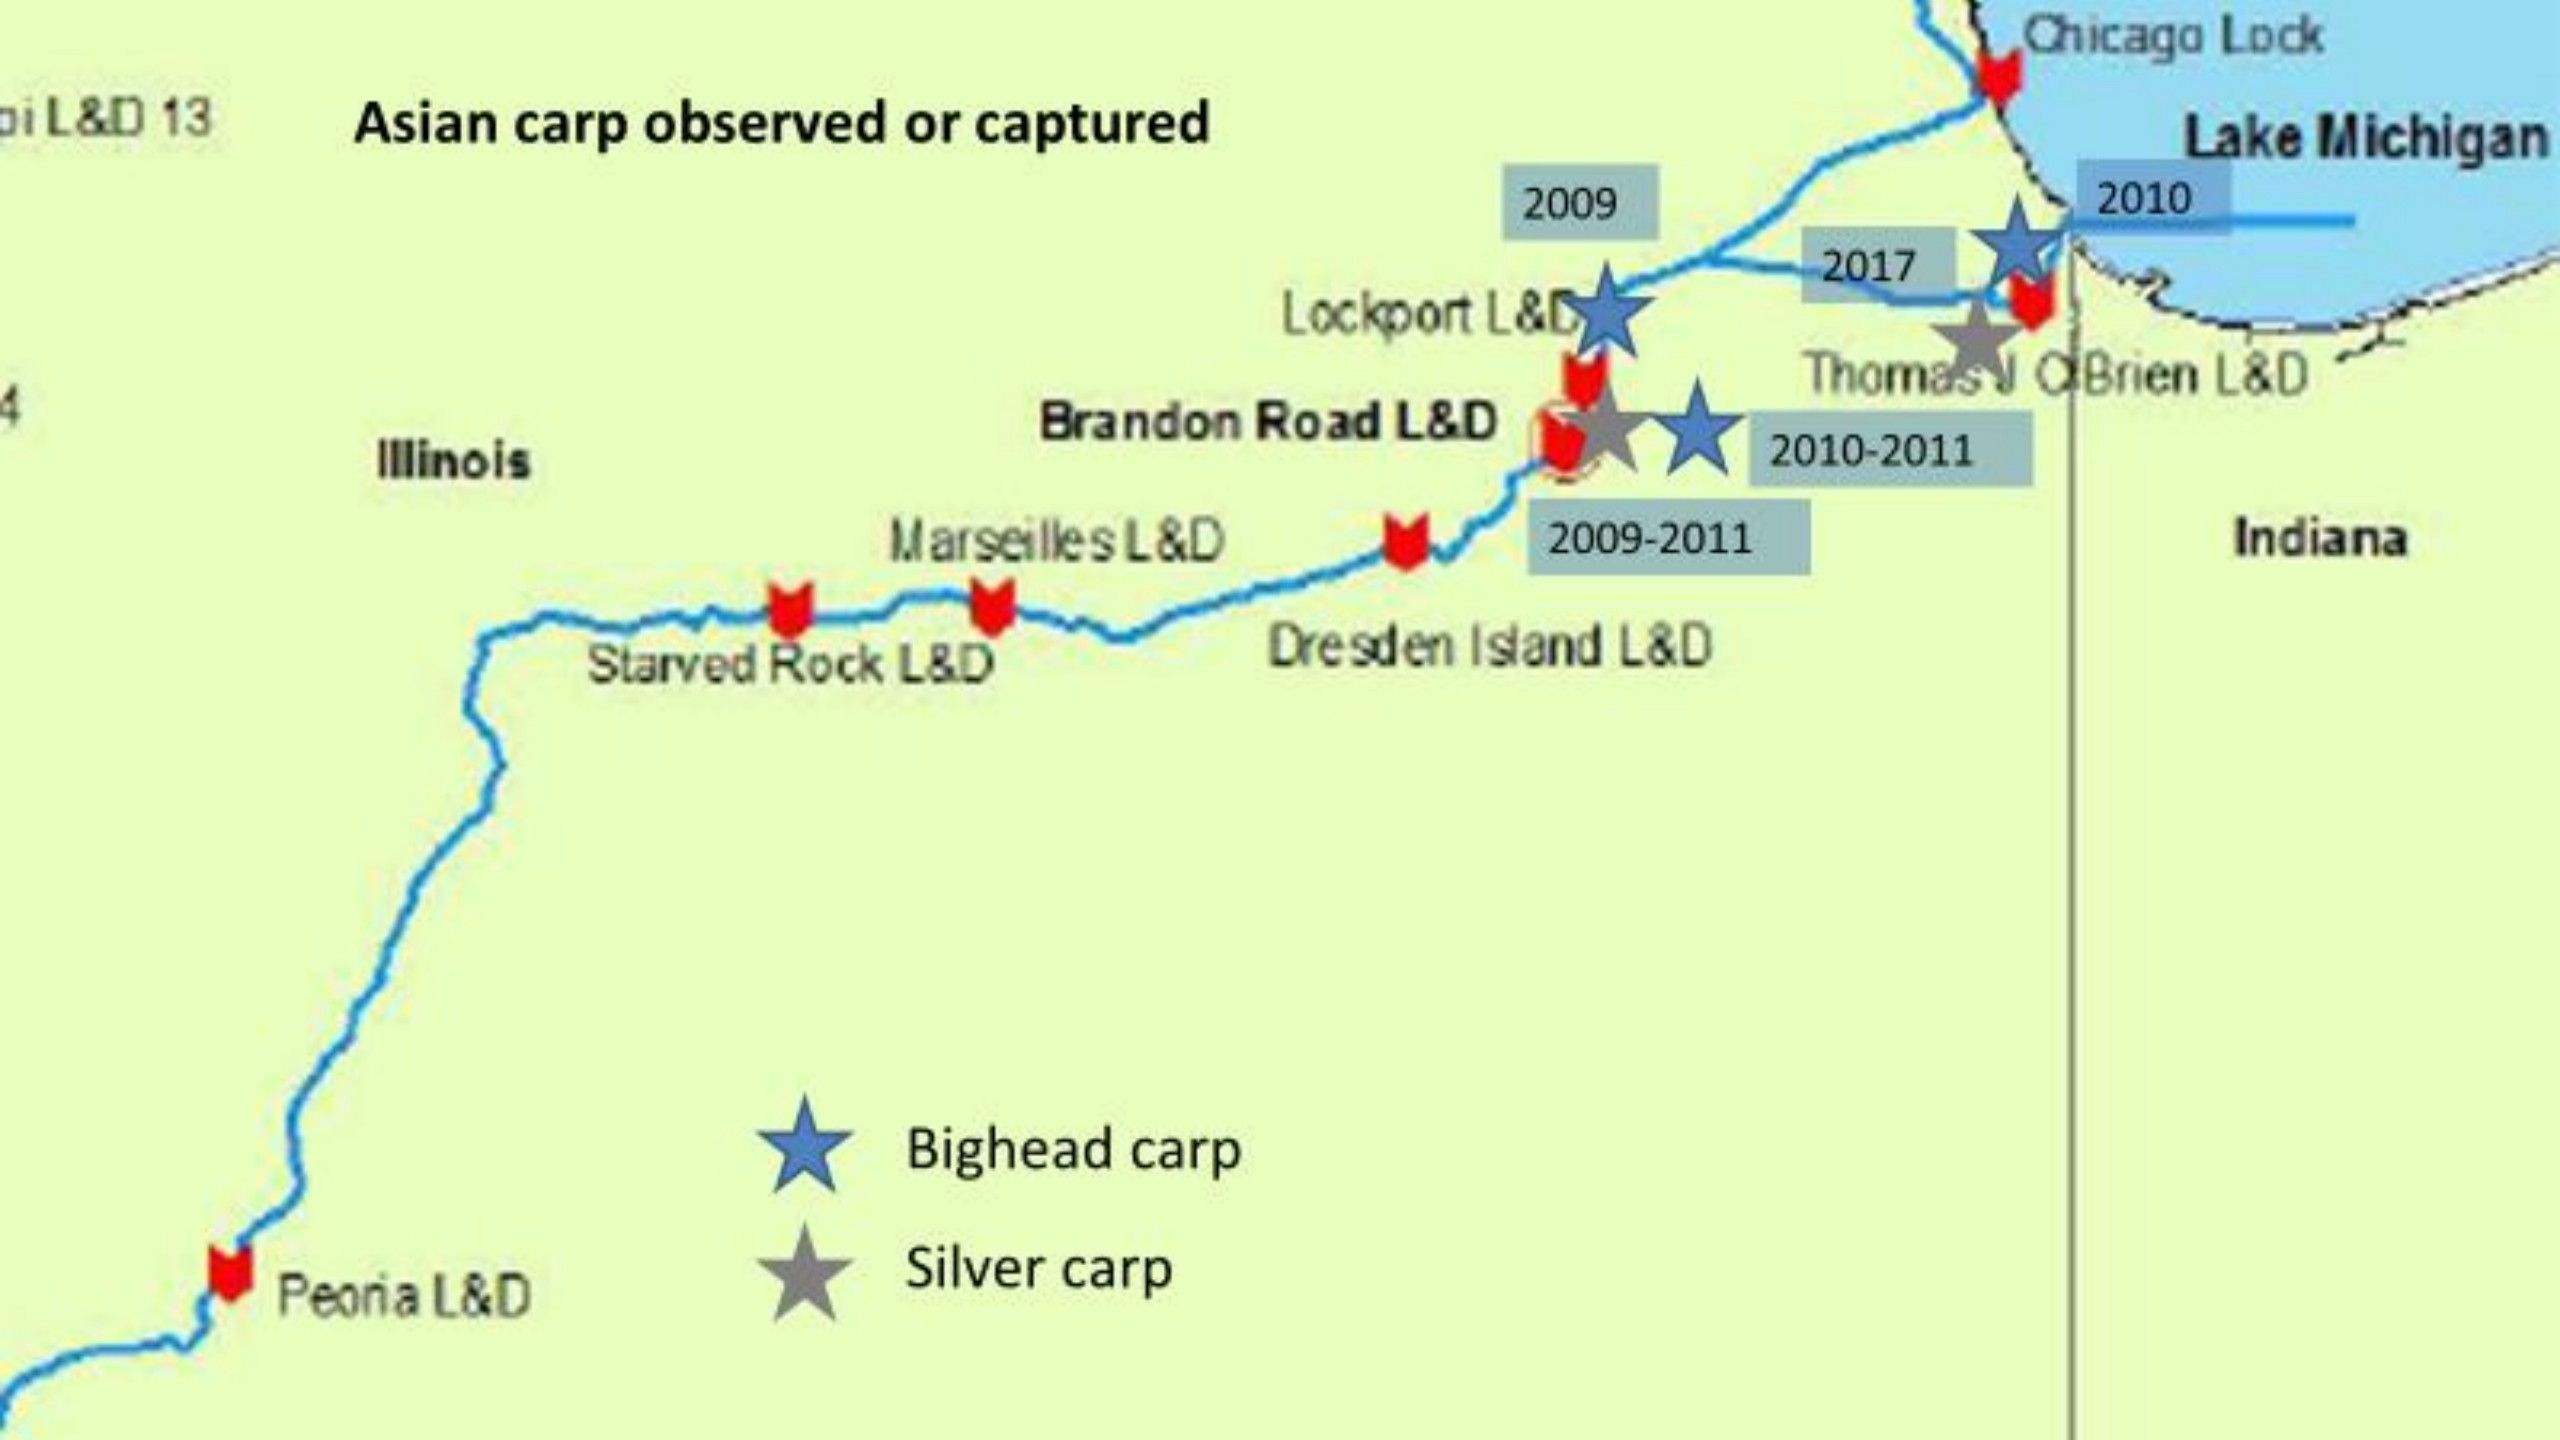 Chicago Lock
pi L&D 13
Asian carp observed or captured
Lake Michigan
2009
2010
2017
Lockport L&D
Thomas J O'Brien L&D
4
Brandon Road L&D
2010-2011
Illinois
2009-2011
Indiana
Marseilles L&D
Starved Rock L&D
Dresden Island L&D
Bighead carp
Silver carp
Peoria L&D